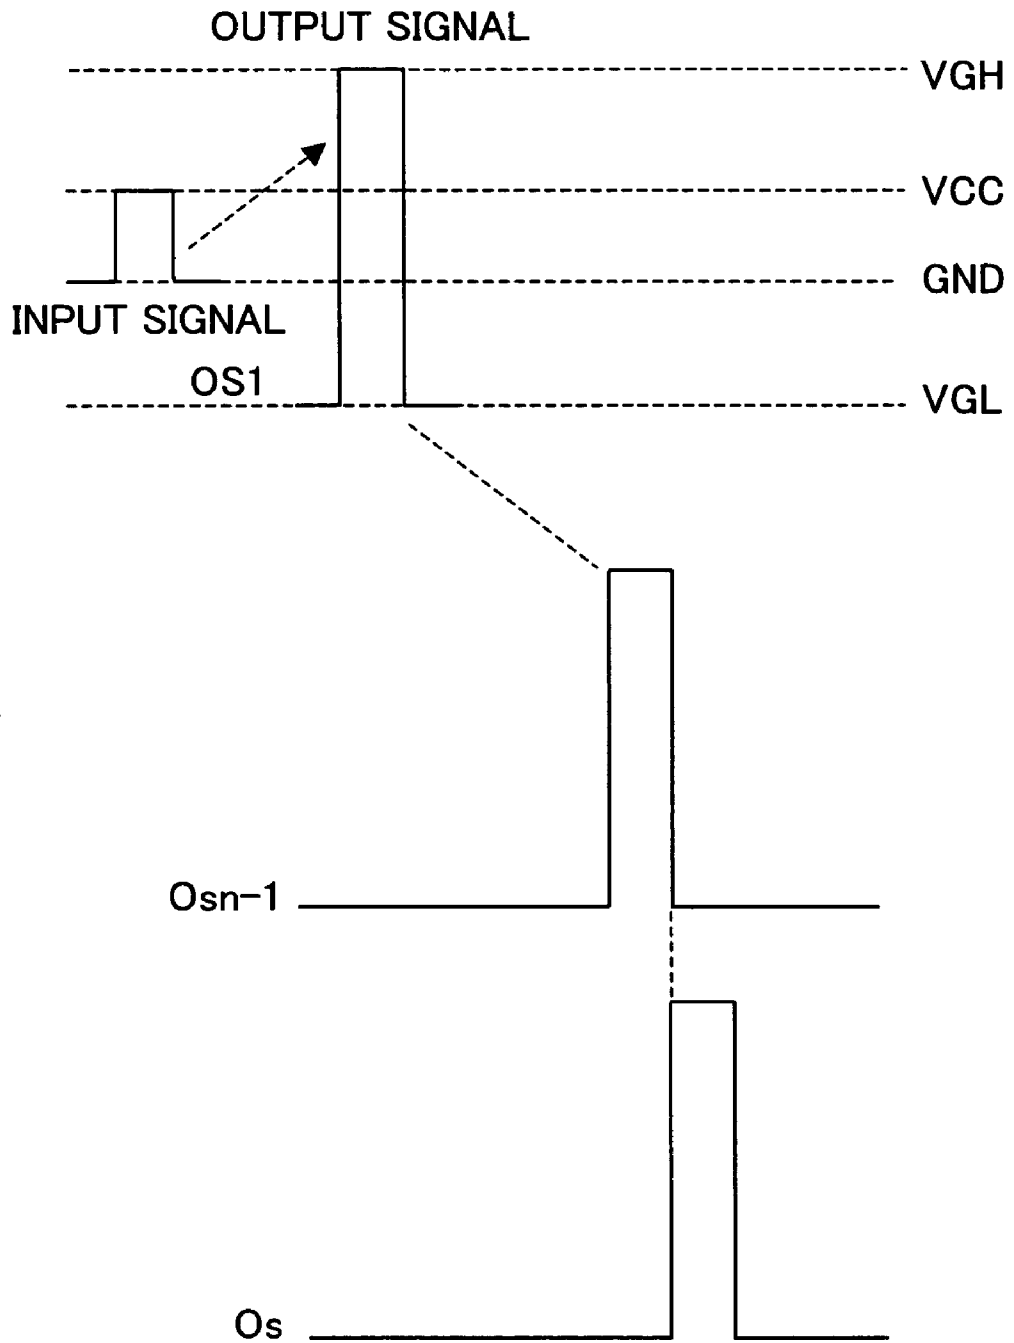 OUTPUT SIGNAL
VGH
VCC
GND
INPUT SIGNAL
OS1
VGL
Osn-1
Os